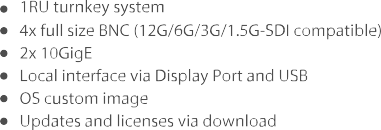 • 1RU turnkey system
• 4x full size BNC (12G/6G/3G/1.5G-SDI compatible)
• 2x 10GigE
• Local interface via Display Port and USB
• OS custom image
• Updates and licenses via download